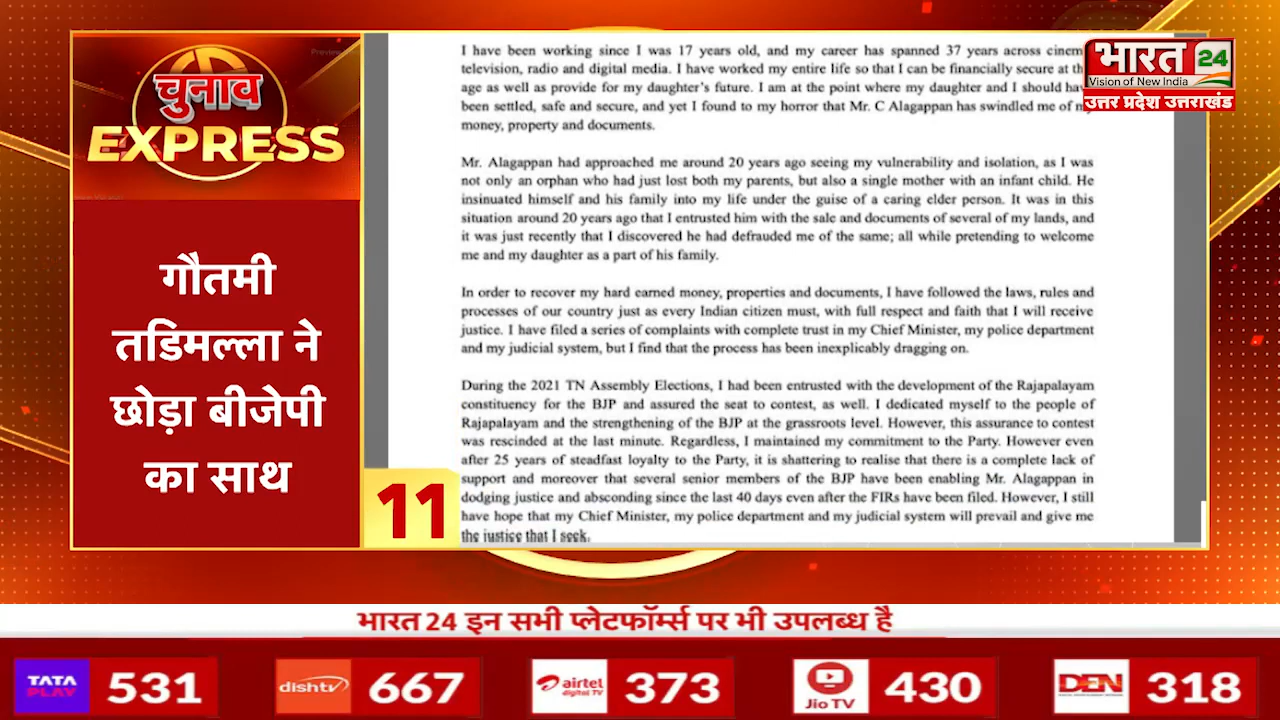 चुनाव
EXPRESS
गौतमी
तडिमल्ला ने
छोड़ा बीजेपी
का साथ
11
I have been working since I was 17 years old, and my career has spanned 37 years across
television, radio and digital media. I have worked my entire life so that I can be financially secure at
age as well as provide for my daughter's future. I am at the point where my daughter and I should
been settled, safe and secure, and yet I found to my horror that Mr. C Alagappan has swindled me of my
money, property and documents.
Mr. Alagappan had approached me around 20 years ago seeing my vulnerability and isolation, as I was
not only an orphan who had just lost both my parents, but also a single mother with an infant child. He
insinuated himself and his family into my life under the guise of a caring elder person. It was in this
situation around 20 years ago that I entrusted him with the sale and documents of several of my lands, and
it was just recently that I discovered he had defrauded me of the same; all while pretending to welcome
me and my daughter as a part of his family.
In order to recover my hard earned money, properties and documents, I have followed the laws, rules and
processes of our country just as every Indian citizen must, with full respect and faith that I will receive
justice. I have filed a series of complaints with complete trust in my Chief Minister, my police department
and my judicial system, but I find that the process has been inexplicably dragging on.
During the 2021 TN Assembly Elections, I had been entrusted with the development of the Rajapalayam
constituency for the BJP and assured the seat to contest, as well. I dedicated myself to the people of
Rajapalayam and the strengthening of the BJP at the grassroots level. However, this assurance to contest
was rescinded at the last minute. Regardless, I maintained my commitment to the Party. However even
after 25 years of steadfast loyalty to the Party, it is shattering to realise that there is a complete lack of
support and moreover that several senior members of the BJP have been enabling Mr. Alagappan in
dodging justice and absconding since the last 40 days even after the FIRs have been filed. However, I still
have hope that my Chief Minister, my police department and my judicial system will prevail and give me
the justice that I seek.
भारत 24
Vision of New India
उत्तर प्रदेश उत्तराखंड
भारत 24 इन सभी प्लेटफॉर्म्स पर भी उपलब्ध है
TATA PLAY 531
dishtv 667
airtel digital TV 373
JioTV 430
DEN 318